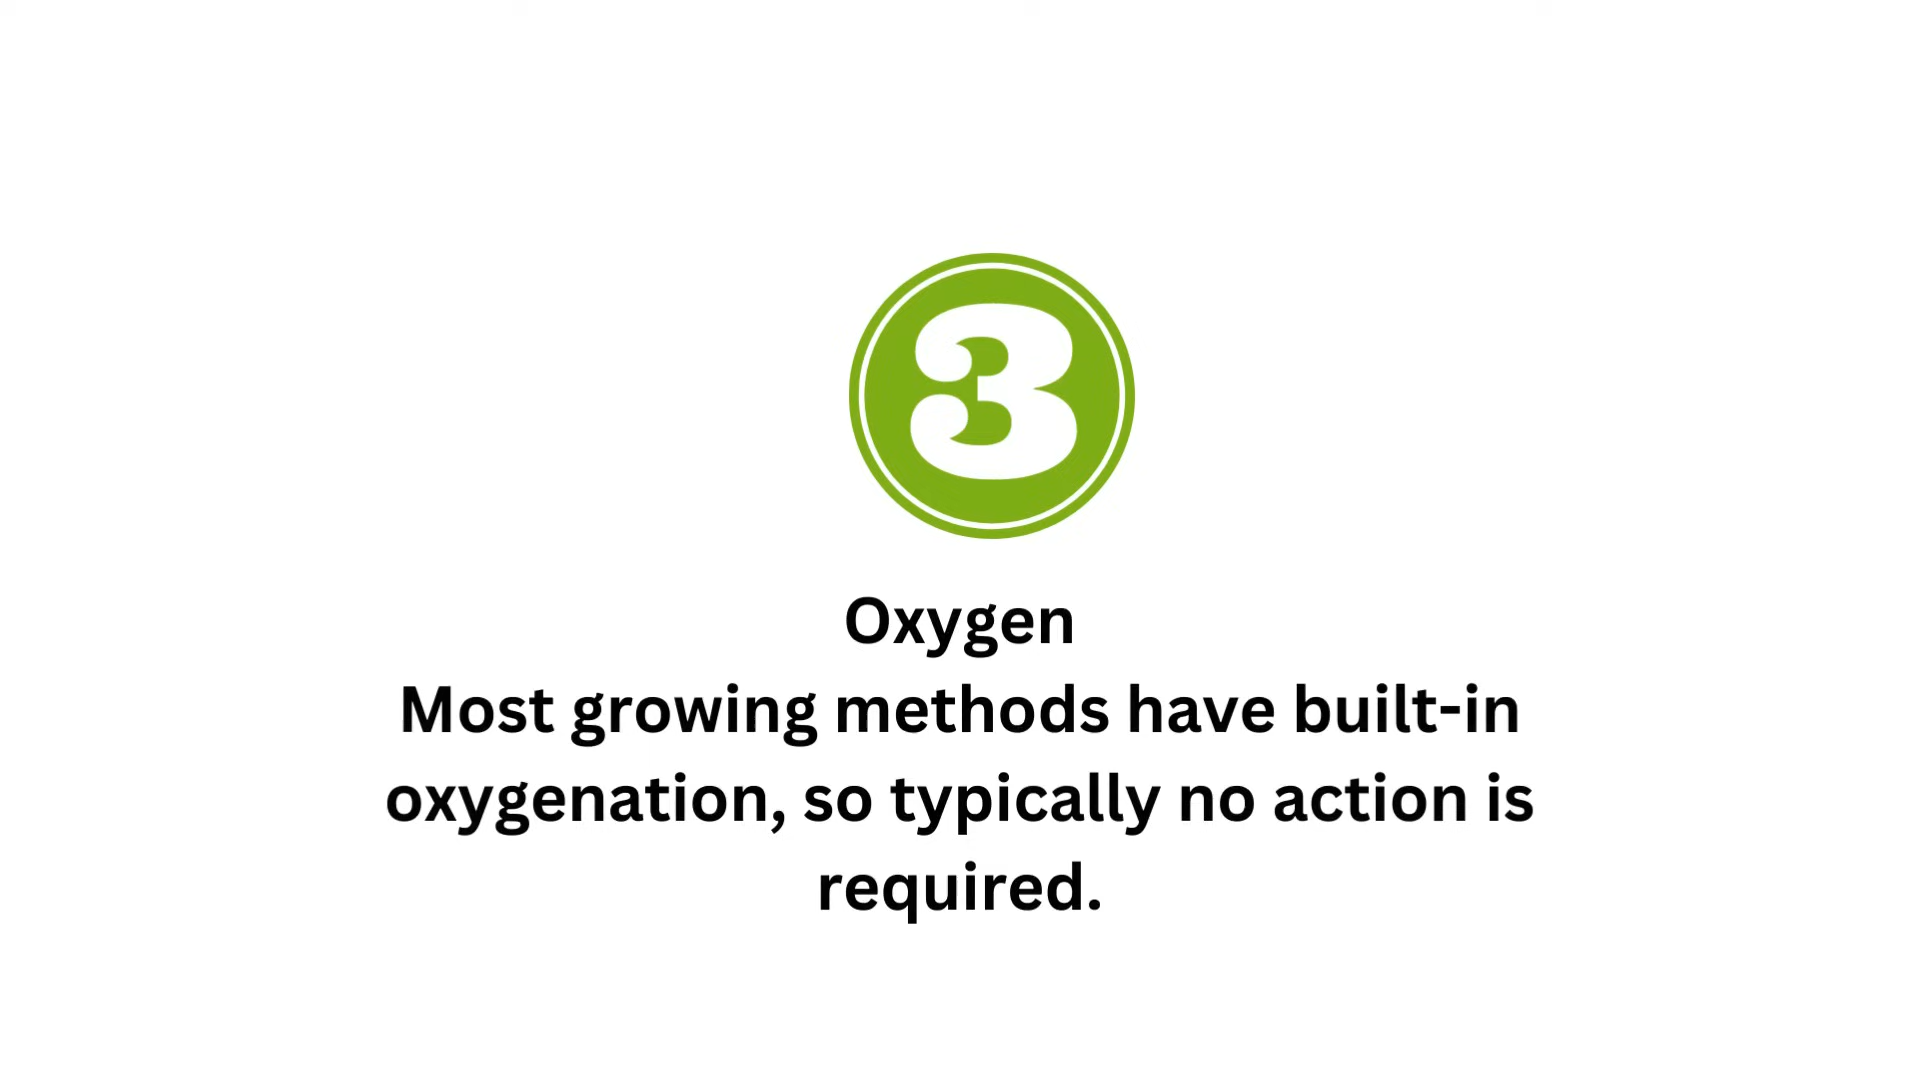 3
Oxygen
Most growing methods have built-in
oxygenation, so typically no action is
required.